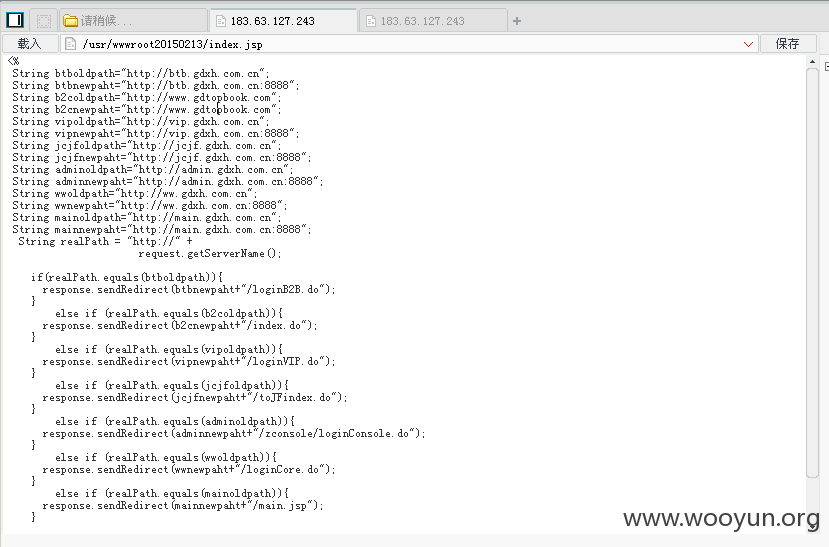 请稍候...
183.63.127.243
183.63.127.243
+
载入
/usr/wwwroot20150213/index.jsp
保存
<%
String btboldpath="http://btb.gdxh.com.cn";
String btbnewpaht="http://btb.gdxh.com.cn:8888";
String b2coldpath="http://www.gdtopbook.com";
String b2cnewpaht="http://www.gdtopbook.com";
String vipoldpath="http://vip.gdxh.com.cn";
String vipnewpaht="http://vip.gdxh.com.cn:8888";
String jcjfoldpath="http://jcjf.gdxh.com.cn";
String jcjfnewpaht="http://jcjf.gdxh.com.cn:8888";
String adminoldpath="http://admin.gdxh.com.cn";
String adminnewpaht="http://admin.gdxh.com.cn:8888";
String wwoldpath="http://ww.gdxh.com.cn";
String wwnewpaht="http://ww.gdxh.com.cn:8888";
String mainoldpath="http://main.gdxh.com.cn";
String mainnewpaht="http://main.gdxh.com.cn:8888";
String realPath = "http://" +
request.getServerName();
if(realPath.equals(btboldpath)){
response.sendRedirect(btbnewpaht+"/loginB2B.do");
}
else if (realPath.equals(b2coldpath)){
response.sendRedirect(b2cnewpaht+"/index.do");
}
else if (realPath.equals(vipoldpath)){
response.sendRedirect(vipnewpaht+"/loginVIP.do");
}
else if (realPath.equals(jcjfoldpath)){
response.sendRedirect(jcjfnewpaht+"/toJFindex.do");
}
else if (realPath.equals(adminoldpath)){
response.sendRedirect(adminnewpaht+"/zconsole/loginConsole.do");
}
else if (realPath.equals(wwoldpath)){
response.sendRedirect(wwnewpaht+"/loginCore.do");
}
else if (realPath.equals(mainoldpath)){
response.sendRedirect(mainnewpaht+"/main.jsp");
}
www.wooyun.org